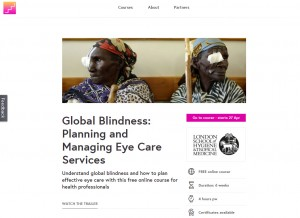 Courses About Partners
Feedback
Global Blindness:
Planning and
Managing Eye Care
Services
Understand global blindness and how to plan
effective eye care with this free online course for
health professionals
WATCH THE TRAILER
Go to course - starts 27 Apr
LONDON
SCHOOL of
HYGIENE
&TROPICAL
MEDICINE
FREE online course
Duration: 6 weeks
4 hours pw
Certificates available